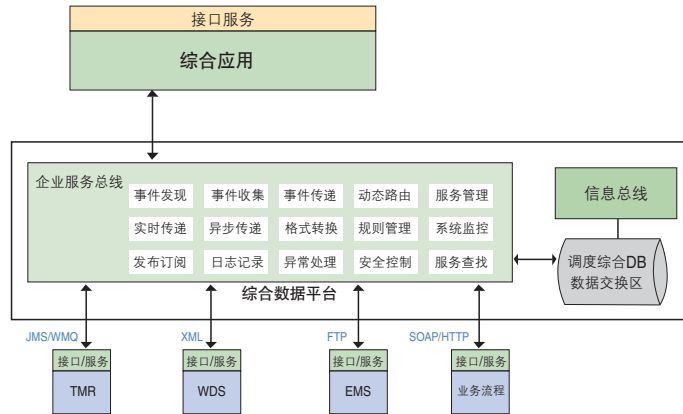 接口服务
综合应用
企业服务总线
事件发现 事件收集 事件传递 动态路由 服务管理
实时传递 异步传递 格式转换 规则管理 系统监控
发布订阅 日志记录 异常处理 安全控制 服务查找
信息总线
调度综合DB
数据交换区
综合数据平台
JMS/WMQ XML FTP SOAP/HTTP
接口/服务 接口/服务 接口/服务 接口/服务
TMR WDS EMS 业务流程